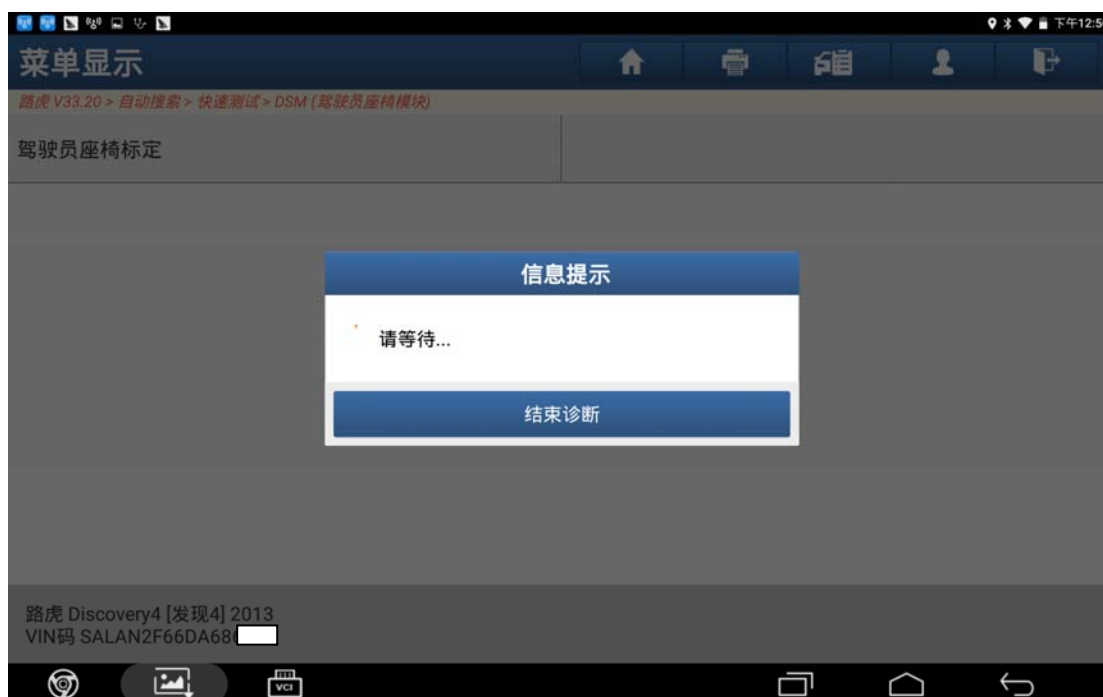 下午12:5
菜单显示
路虎 V33.20 > 自动搜索 > 快速测试 > DSM (驾驶员座椅模块)
驾驶员座椅标定
信息提示
请等待...
结束诊断
路虎 Discovery4 [发现4] 2013
VIN码 SALAN2F66DA68
VCI